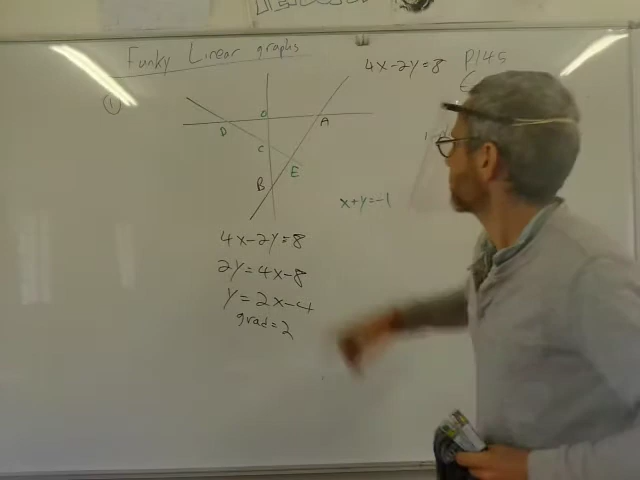 Funky Linear graphs
4x-2y=8
P145
①
D
O
A
C
E
B
x+y=-1
4x-2y=8
2y=4x-8
y=2x-4
grad=2